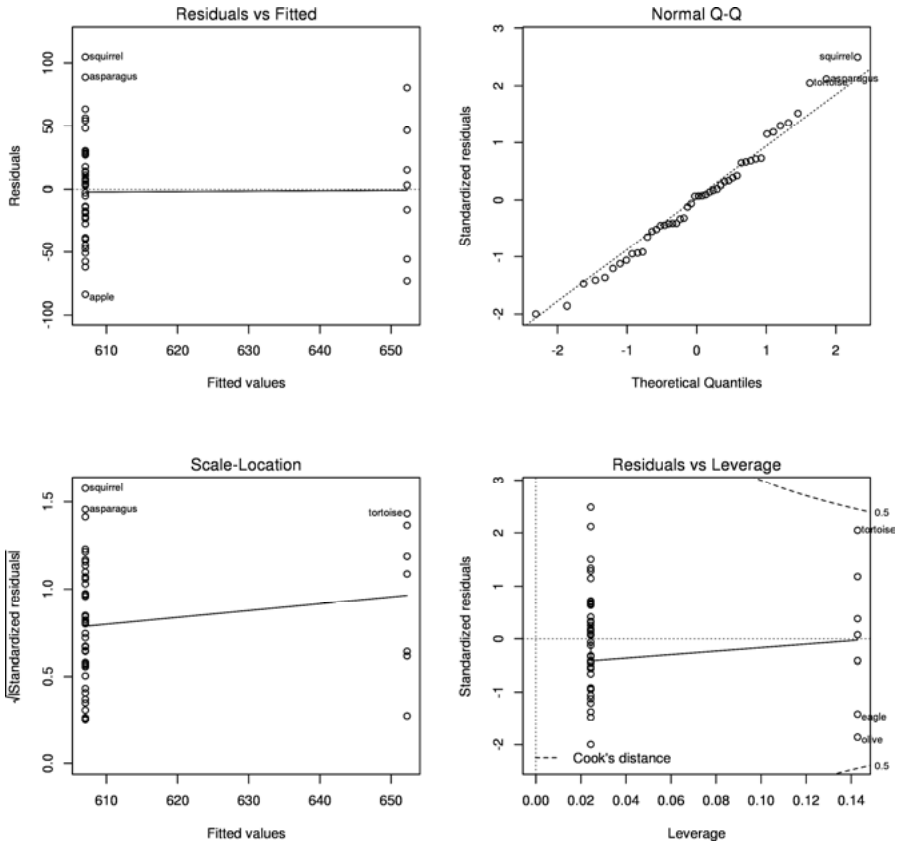 Residuals vs Fitted
Residuals
100
50
0
-50
-100
squirrel
asparagus
apple
610 620 630 640 650
Fitted values
Normal Q-Q
Standardized residuals
3
2
1
0
-1
-2
squirrel
asparagus
tortoise
-2 -1 0 1 2
Theoretical Quantiles
Scale-Location
√|Standardized residuals|
1.5
1.0
0.5
0.0
squirrel
asparagus
tortoise
610 620 630 640 650
Fitted values
Residuals vs Leverage
Standardized residuals
3
2
1
0
-1
-2
0.5
tortoise
eagle
olive
0.5
Cook's distance
0.00 0.02 0.04 0.06 0.08 0.10 0.12 0.14
Leverage